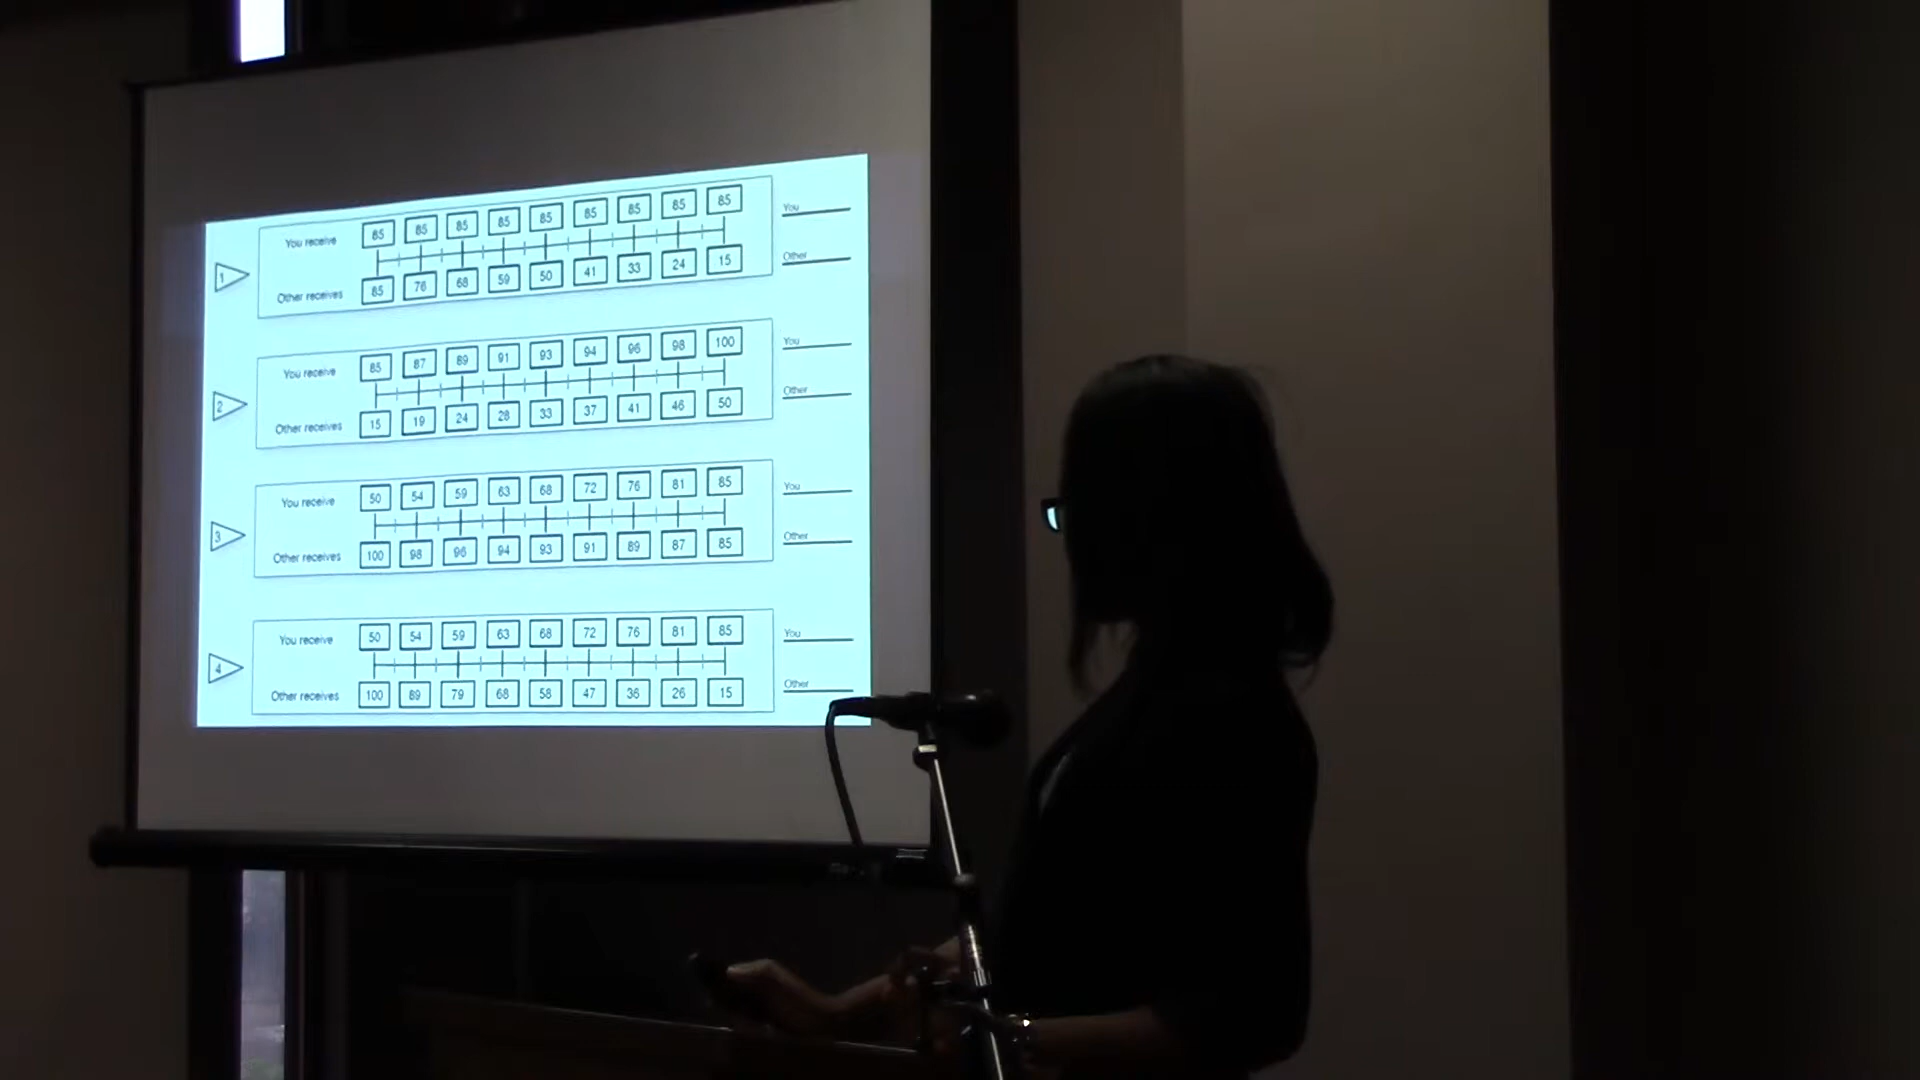 You receive 85 85 85 85 85 85 85 85 85 You
1
Other receives 85 76 68 59 50 41 33 24 15 Other
You receive 85 87 89 91 93 94 96 98 100 You
2
Other receives 15 19 24 28 33 37 41 46 50 Other
You receive 50 54 59 63 68 72 76 81 85 You
3
Other receives 100 98 96 94 93 91 89 87 85 Other
You receive 50 54 59 63 68 72 76 81 85 You
4
Other receives 100 89 79 68 58 47 36 26 15 Other